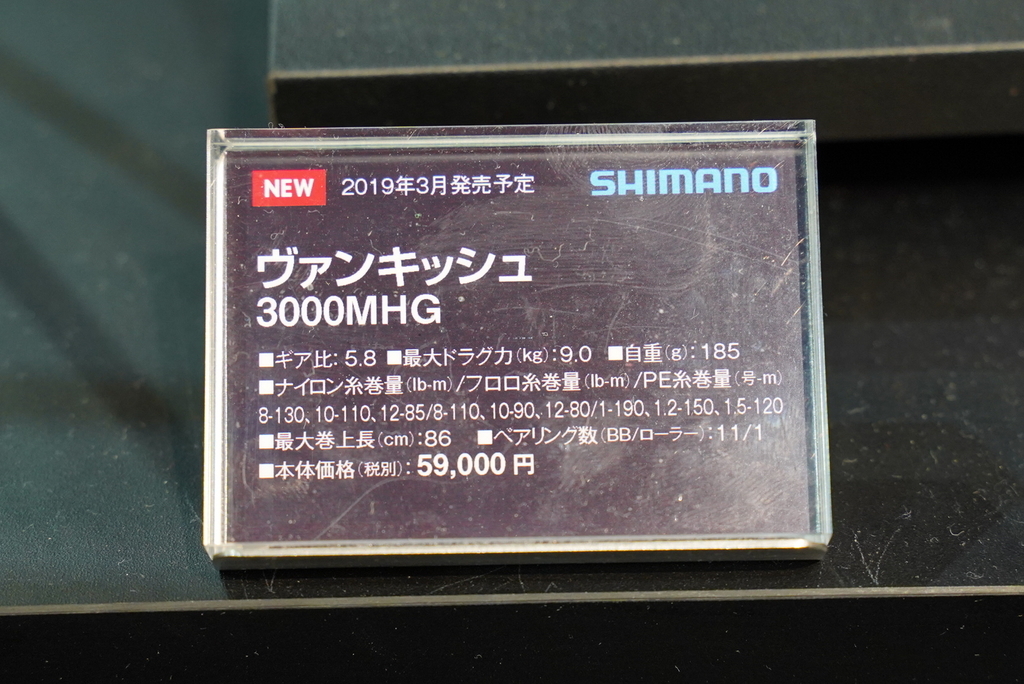 NEW 2019年3月発売予定 SHIMANO
ヴァンキッシュ
3000MHG
■ギア比:5.8 ■最大ドラグ力(kg):9.0 ■自重(g):185
■ナイロン糸巻量(lb-m)/フロロ糸巻量(lb-m)/PE糸巻量(号-m)
8-130、10-110、12-85/8-110、10-90、12-80/1-190、1.2-150、1.5-120
■最大巻上長(cm):86 ■ベアリング数(BB/ローラー):11/1
■本体価格(税別):59,000円